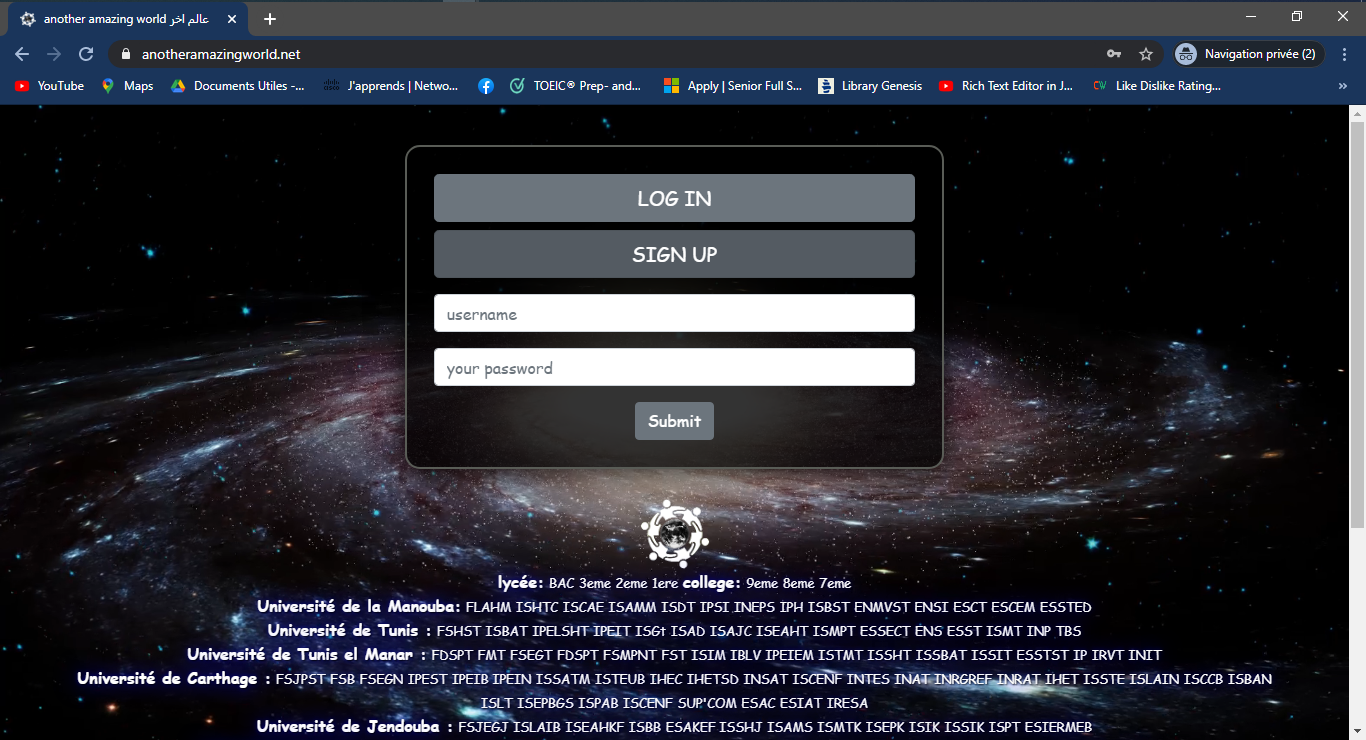 another amazing world عالم اخر
anotheramazingworld.net
Navigation privée (2)
YouTube
Maps
Documents Utiles -...
J'apprends | Netwo...
TOEIC® Prep- and...
Apply | Senior Full S...
Library Genesis
Rich Text Editor in J...
CW Like Dislike Rating...
LOG IN
SIGN UP
username
your password
Submit
lycée: BAC 3eme 2eme 1ere college: 9eme 8eme 7eme
Université de la Manouba: FLAHM ISHTC ISCAE ISAMM ISDT IPSI INEPS IPH ISBST ENMVST ENSI ESCT ESCEM ESSTED
Université de Tunis : FSHST ISBAT IPELSHT IPEIT ISGt ISAD ISAJC ISEAHT ISMPT ESSECT ENS ESST ISMT INP TBS
Université de Tunis el Manar : FDSPT FMT FSEGT FDSPT FSMPNT FST ISIM IBLV IPEIEM ISTMT ISSHT ISSBAT ISSIT ESSTST IP IRVT INIT
Université de Carthage : FSJPST FSB FSEGN IPEST IPEIB IPEIN ISSATM ISTEUB IHEC IHETSD INSAT ISCENF INTES INAT INRGREF INRAT IHET ISSTE ISLAIN ISCCB ISBAN
ISLT ISEPBGS ISPAB ISCENF SUP'COM ESAC ESIAT IRESA
Université de Jendouba : FSJEGJ ISLAIB ISEAHKF ISBB ESAKEF ISSHJ ISAMS ISMTK ISEPK ISIK ISSIK ISPT ESIERMEB